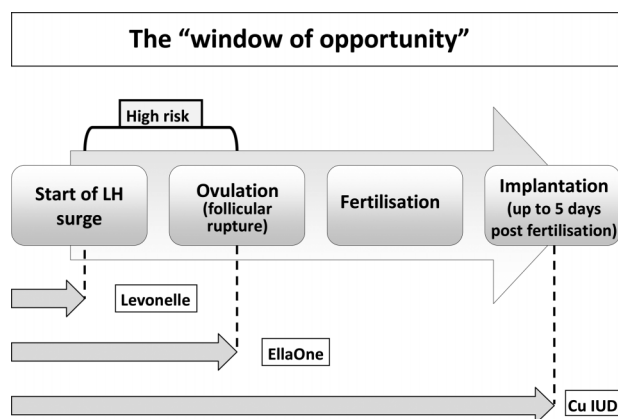 The “window of opportunity”
High risk
Start of LH
surge
Ovulation
(follicular
rupture)
Fertilisation
Implantation
(up to 5 days
post fertilisation)
Levonelle
EllaOne
Cu IUD